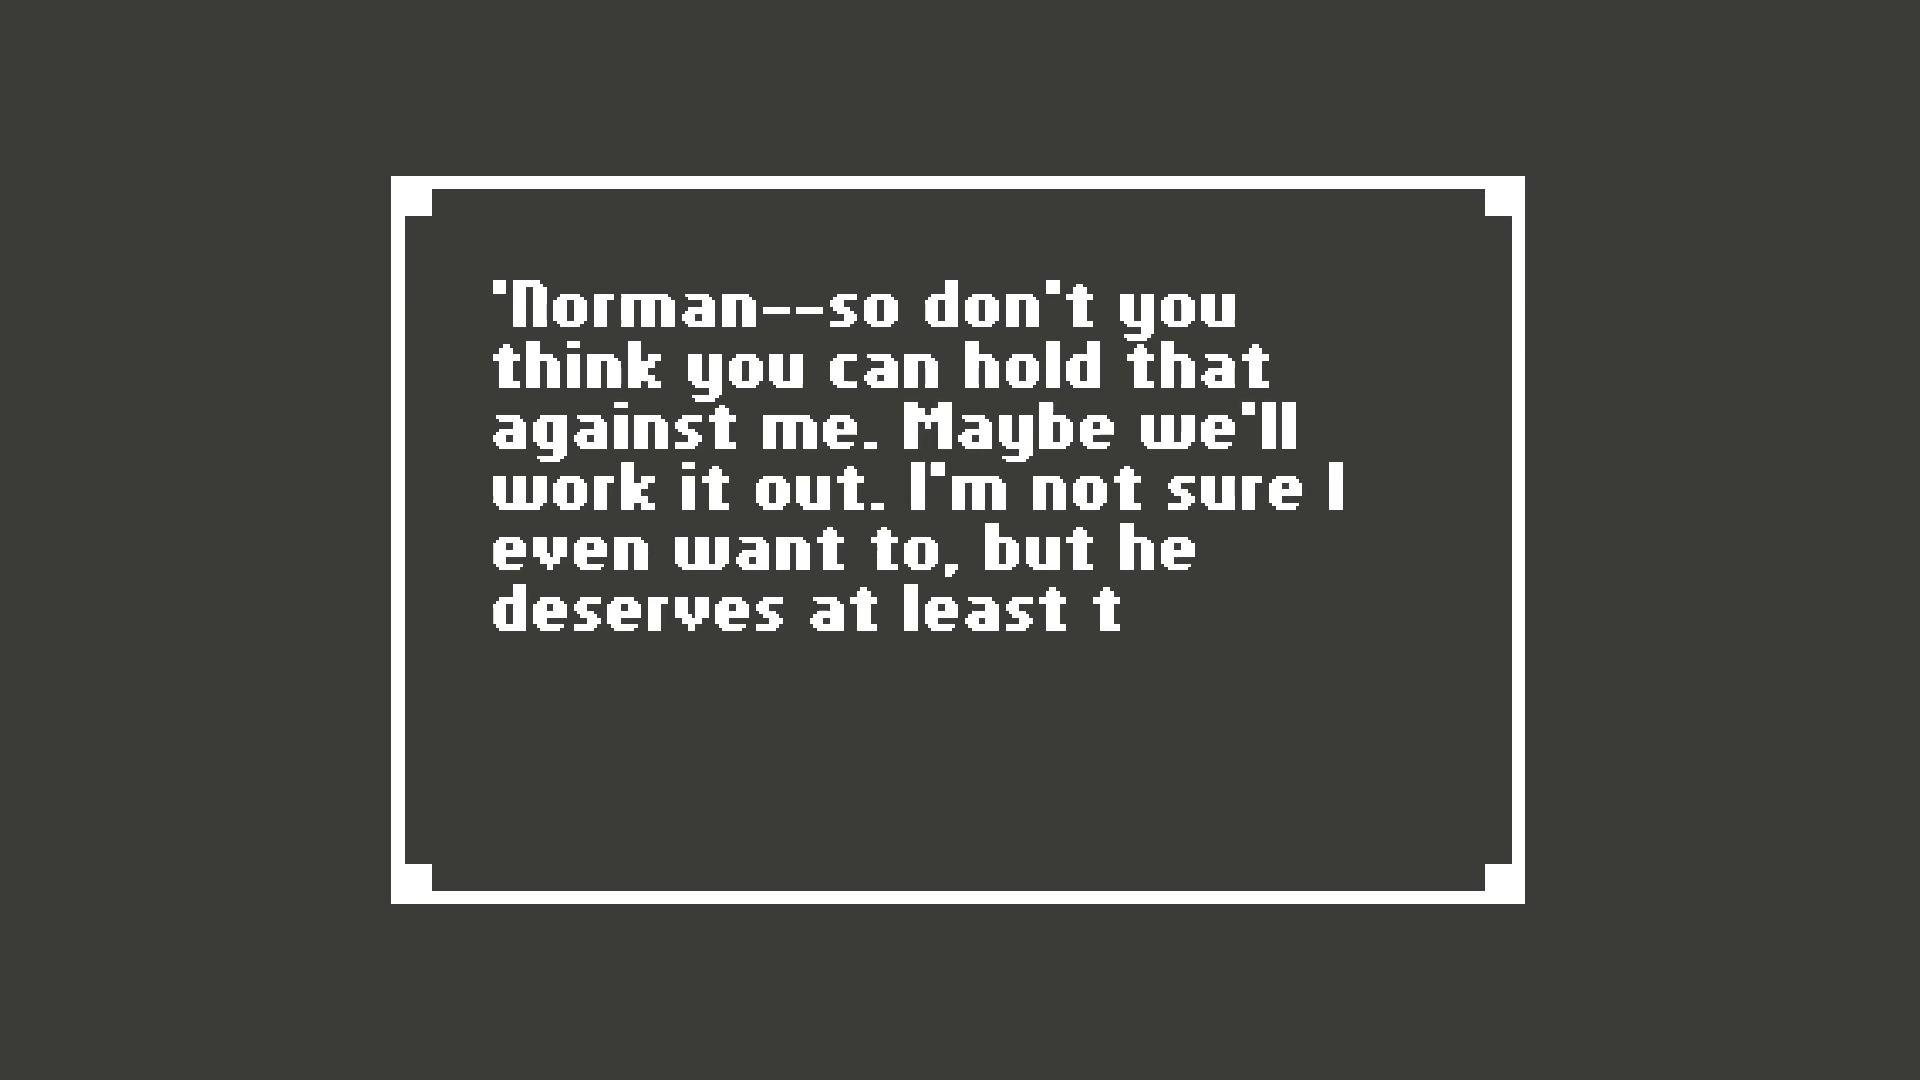 'Norman--so don't you
think you can hold that
against me. Maybe we'll
work it out. I'm not sure I
even want to, but he
deserves at least t